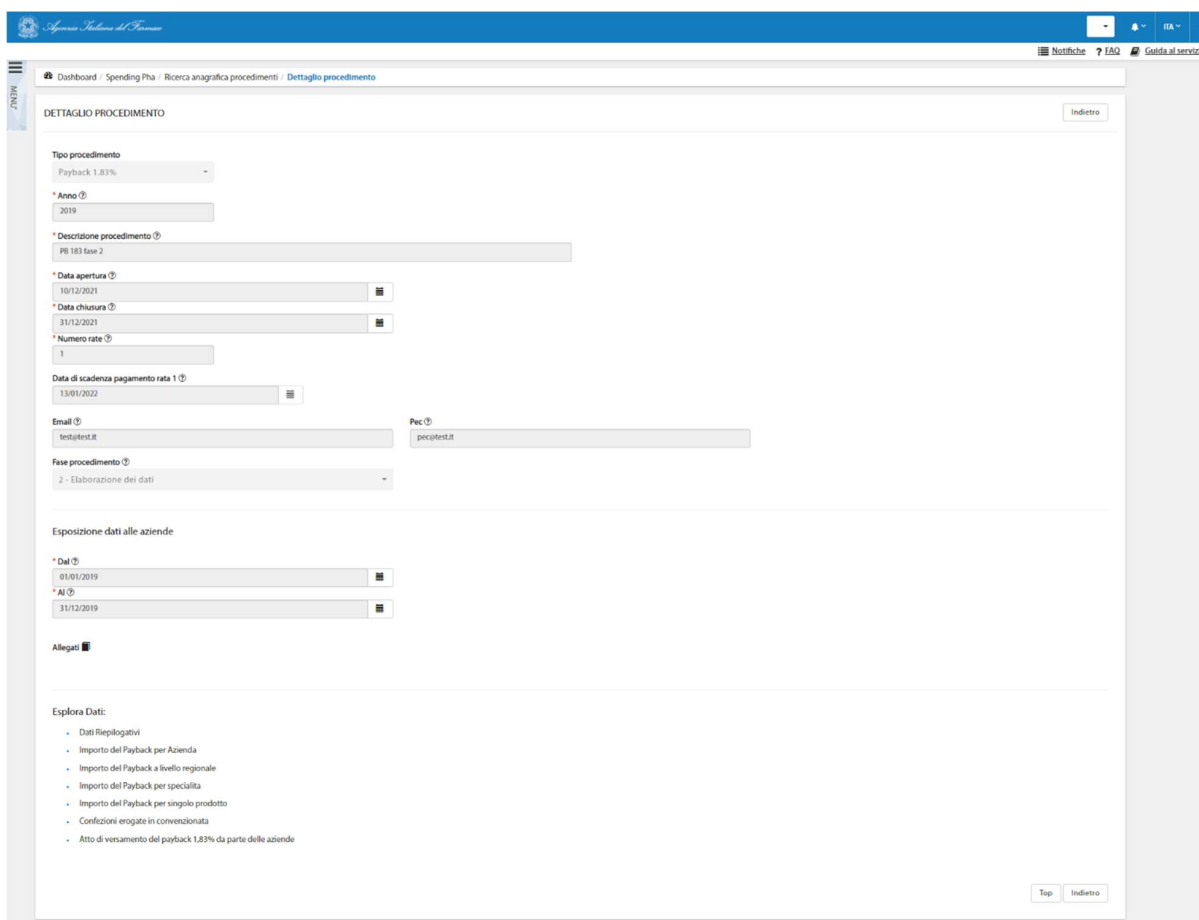 Agenzia Italiana del Farmaco
ITA
Notifiche ? FAQ Guida al serviz
MENU'
Dashboard / Spending Pha / Ricerca anagrafica procedimenti / Dettaglio procedimento
DETTAGLIO PROCEDIMENTO
Indietro
Tipo procedimento
Payback 1.83%
* Anno ?
2019
* Descrizione procedimento ?
PB 183 fase 2
* Data apertura ?
10/12/2021
* Data chiusura ?
31/12/2021
* Numero rate ?
1
Data di scadenza pagamento rata 1 ?
13/01/2022
Email ? Pec ?
test@test.it pec@test.it
Fase procedimento ?
2 - Elaborazione dei dati
Esposizione dati alle aziende
* Dal ?
01/01/2019
* Al ?
31/12/2019
Allegati
Esplora Dati:
Dati Riepilogativi
Importo del Payback per Azienda
Importo del Payback a livello regionale
Importo del Payback per specialita
Importo del Payback per singolo prodotto
Confezioni erogate in convenzionata
Atto di versamento del payback 1,83% da parte delle aziende
Top Indietro